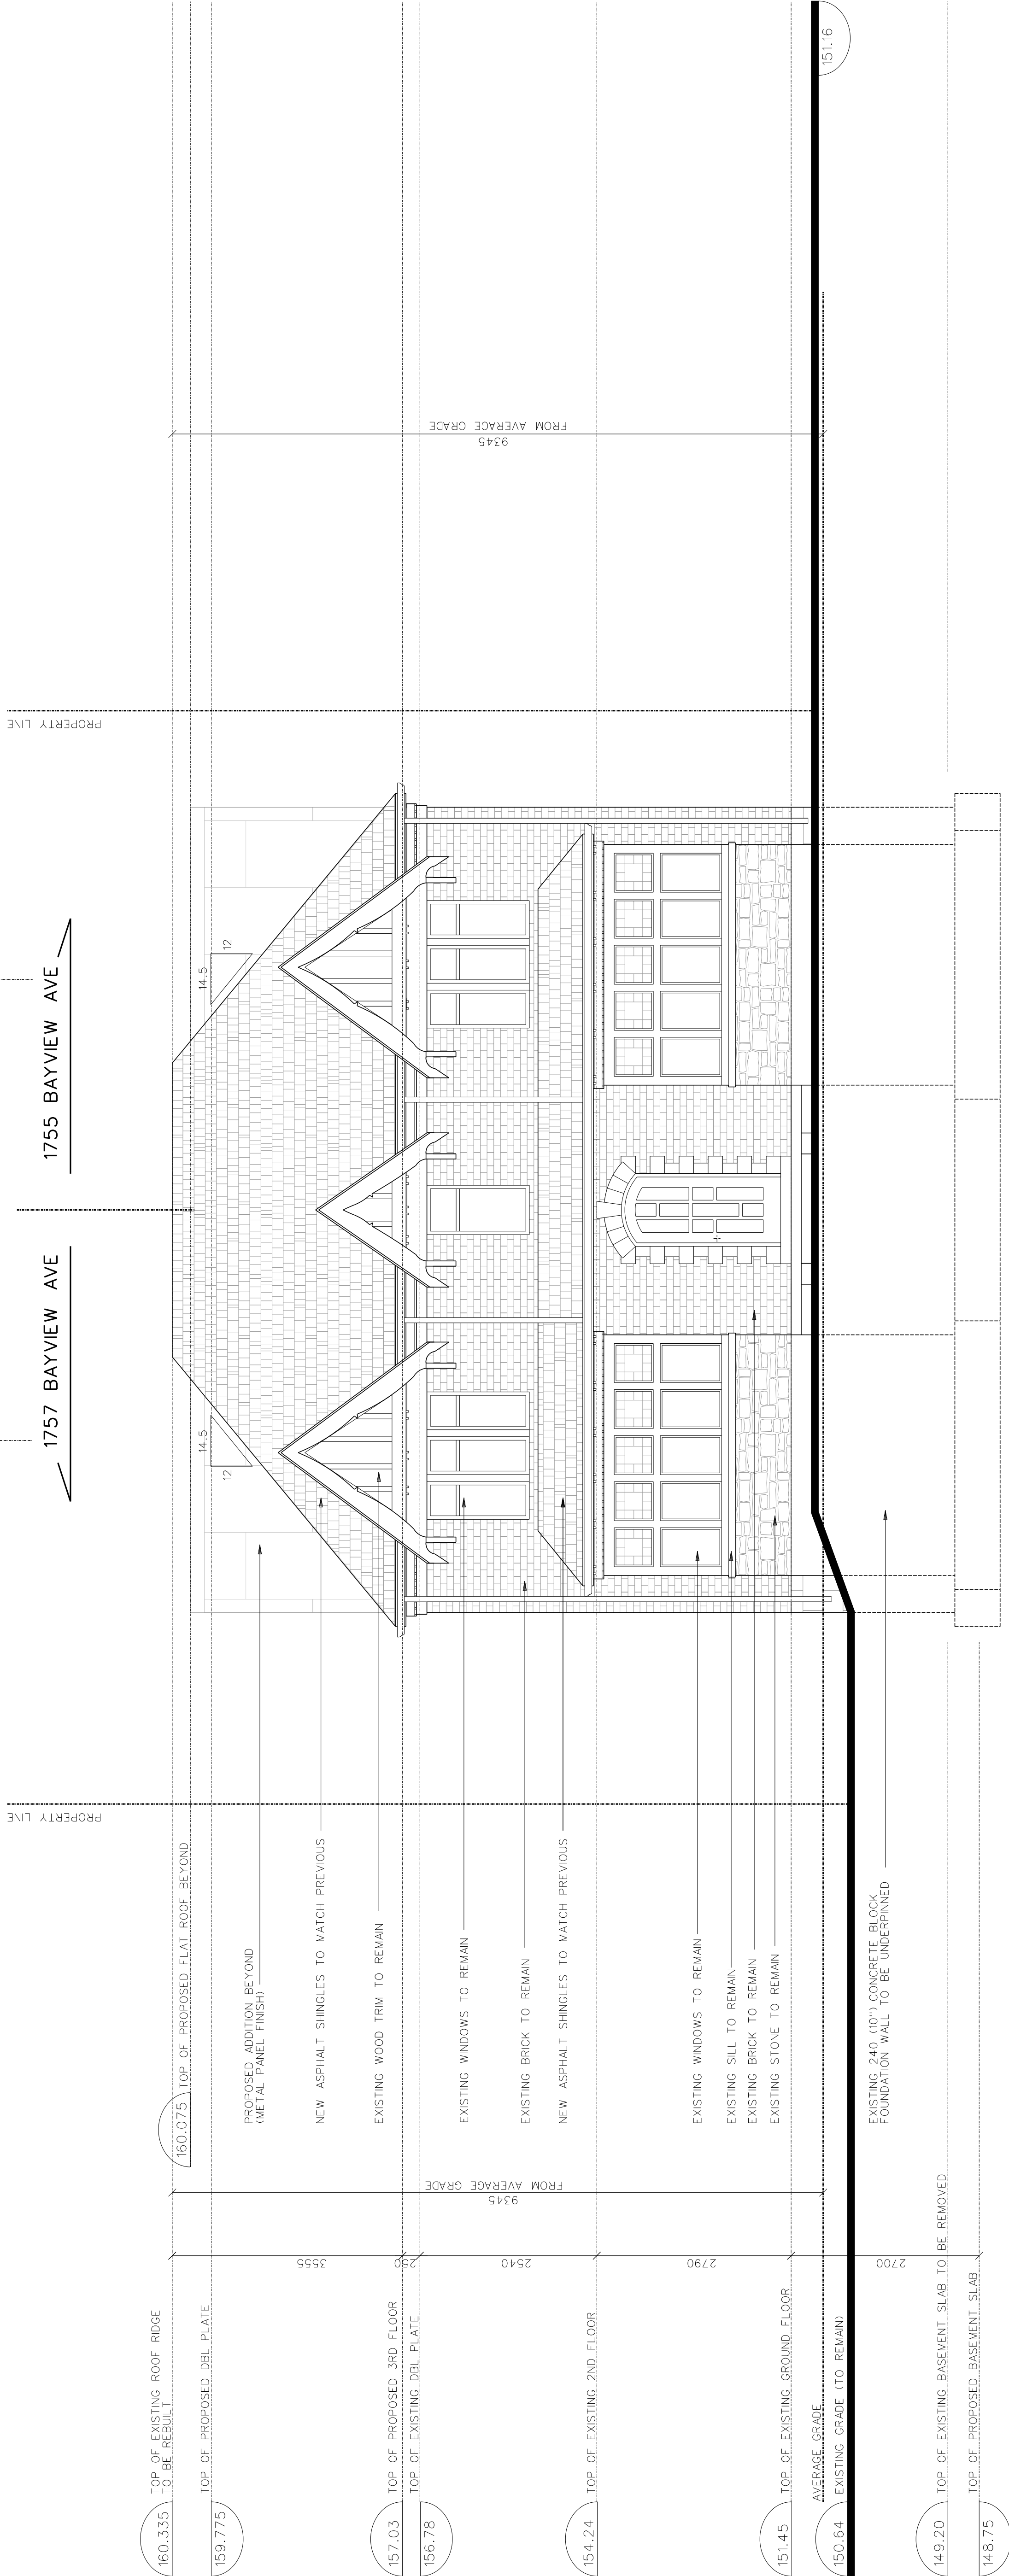 1757 BAYVIEW AVE
1755 BAYVIEW AVE
PROPERTY LINE
PROPERTY LINE
160.335
TOP OF EXISTING ROOF RIDGE
TO BE REBUILT
160.075
TOP OF PROPOSED FLAT ROOF BEYOND
159.775
TOP OF PROPOSED DBL PLATE
157.03
TOP OF PROPOSED 3RD FLOOR
156.78
TOP OF EXISTING DBL PLATE
154.24
TOP OF EXISTING 2ND FLOOR
151.45
TOP OF EXISTING GROUND FLOOR
AVERAGE GRADE
150.64
EXISTING GRADE (TO REMAIN)
149.20
TOP OF EXISTING BASEMENT SLAB TO BE REMOVED
148.75
TOP OF PROPOSED BASEMENT SLAB
3555
250
2540
2790
2700
9345
FROM AVERAGE GRADE
PROPOSED ADDITION BEYOND
(METAL PANEL FINISH)
NEW ASPHALT SHINGLES TO MATCH PREVIOUS
EXISTING WOOD TRIM TO REMAIN
EXISTING WINDOWS TO REMAIN
EXISTING BRICK TO REMAIN
NEW ASPHALT SHINGLES TO MATCH PREVIOUS
EXISTING WINDOWS TO REMAIN
EXISTING SILL TO REMAIN
EXISTING BRICK TO REMAIN
EXISTING STONE TO REMAIN
EXISTING 240 (10") CONCRETE BLOCK
FOUNDATION WALL TO BE UNDERPINNED
14.5
12
14.5
12
9345
FROM AVERAGE GRADE
151.16